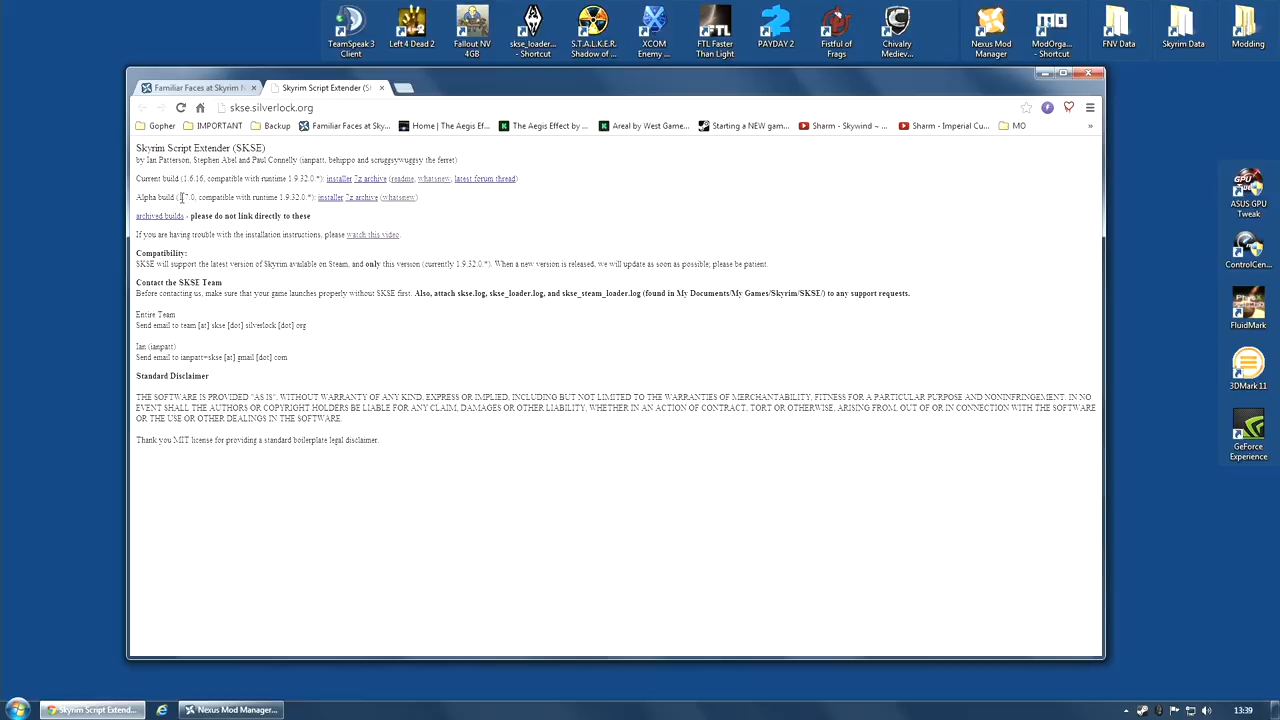 TeamSpeak 3 Client
Left 4 Dead 2
Fallout NV 4GB
skse_loader... - Shortcut
S.T.A.L.K.E.R. Shadow of ...
XCOM Enemy ...
FTL Faster Than Light
PAYDAY 2
Fistful of Frags
Chivalry Mediev...
Nexus Mod Manager
ModOrga... - Shortcut
FNV Data
Skyrim Data
Modding
Familiar Faces at Skyrim N
Skyrim Script Extender (S
skse.silverlock.org
Gopher
IMPORTANT
Backup
Familiar Faces at Sky...
Home | The Aegis Ef...
The Aegis Effect by ...
Areal by West Game...
Starting a NEW gam...
Sharm - Skywind ~ ...
Sharm - Imperial Cu...
MO
»
Skyrim Script Extender (SKSE)
by Ian Patterson, Stephen Abel and Paul Connelly (ianpatt, behippo and scruggsywuggsy the ferret)
Current build (1.6.16, compatible with runtime 1.9.32.0.*): installer 7z archive (readme, whatsnew, latest forum thread)
Alpha build (1.7.0, compatible with runtime 1.9.32.0.*): installer 7z archive (whatsnew)
archived builds - please do not link directly to these
If you are having trouble with the installation instructions, please watch this video.
Compatibility:
SKSE will support the latest version of Skyrim available on Steam, and only this version (currently 1.9.32.0.*). When a new version is released, we will update as soon as possible; please be patient.
Contact the SKSE Team
Before contacting us, make sure that your game launches properly without SKSE first. Also, attach skse.log, skse_loader.log, and skse_steam_loader.log (found in My Documents/My Games/Skyrim/SKSE/) to any support requests.
Entire Team
Send email to team [at] skse [dot] silverlock [dot] org
Ian (ianpatt)
Send email to ianpatt+skse [at] gmail [dot] com
Standard Disclaimer
THE SOFTWARE IS PROVIDED "AS IS", WITHOUT WARRANTY OF ANY KIND, EXPRESS OR IMPLIED, INCLUDING BUT NOT LIMITED TO THE WARRANTIES OF MERCHANTABILITY, FITNESS FOR A PARTICULAR PURPOSE AND NONINFRINGEMENT. IN NO
EVENT SHALL THE AUTHORS OR COPYRIGHT HOLDERS BE LIABLE FOR ANY CLAIM, DAMAGES OR OTHER LIABILITY, WHETHER IN AN ACTION OF CONTRACT, TORT OR OTHERWISE, ARISING FROM, OUT OF OR IN CONNECTION WITH THE SOFTWARE
OR THE USE OR OTHER DEALINGS IN THE SOFTWARE.
Thank you MIT license for providing a standard boilerplate legal disclaimer.
ASUS GPU Tweak
ControlCen...
FluidMark
3DMark 11
GeForce Experience
Skyrim Script Extend...
Nexus Mod Manager...
13:39